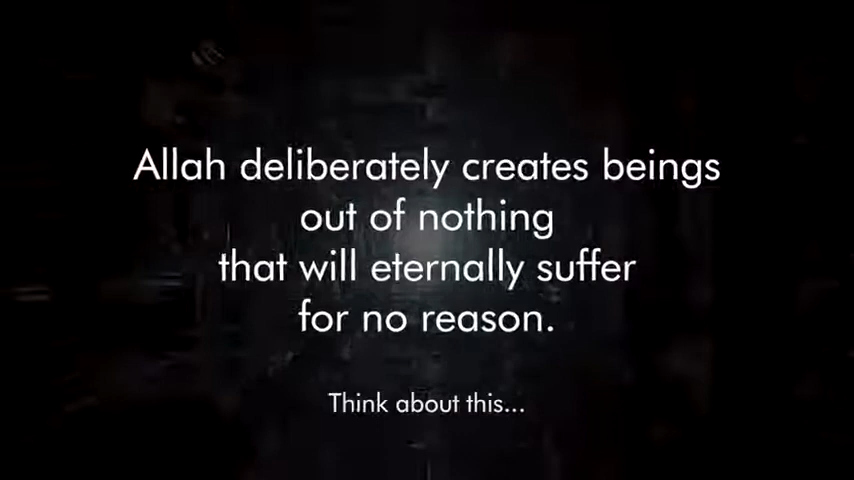 Allah deliberately creates beings
out of nothing
that will eternally suffer
for no reason.
Think about this...